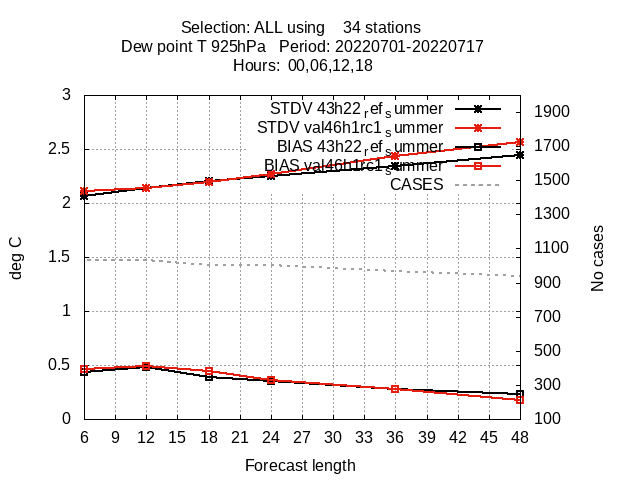 Selection: ALL using    34 stations
Dew point T 925hPa   Period: 20220701-20220717
Hours:  00,06,12,18
STDV 43h22_ref_summer
STDV val46h1rc1_summer
BIAS 43h22_ref_summer
BIAS val46h1rc1_summer
CASES
3
2.5
2
1.5
1
0.5
0
deg C
1900
1700
1500
1300
1100
900
700
500
300
100
No cases
6 9 12 15 18 21 24 27 30 33 36 39 42 45 48
Forecast length